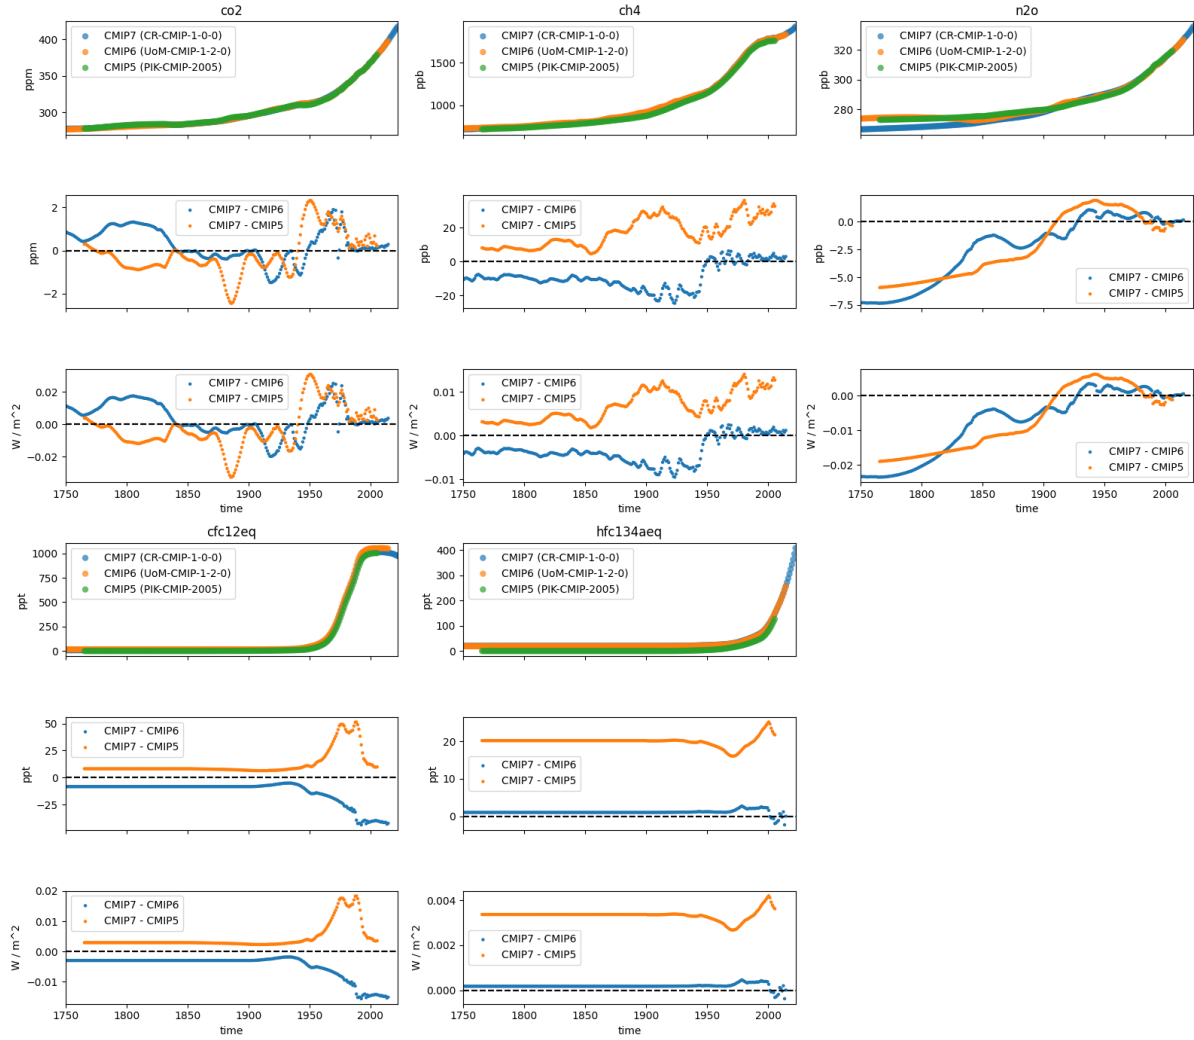 co2
ppm
400
350
300
CMIP7 (CR-CMIP-1-0-0)
CMIP6 (UoM-CMIP-1-2-0)
CMIP5 (PIK-CMIP-2005)
ch4
ppb
1500
1000
CMIP7 (CR-CMIP-1-0-0)
CMIP6 (UoM-CMIP-1-2-0)
CMIP5 (PIK-CMIP-2005)
n2o
ppb
320
300
280
CMIP7 (CR-CMIP-1-0-0)
CMIP6 (UoM-CMIP-1-2-0)
CMIP5 (PIK-CMIP-2005)
ppm
2
0
−2
CMIP7 - CMIP6
CMIP7 - CMIP5
ppb
20
0
−20
CMIP7 - CMIP6
CMIP7 - CMIP5
ppb
0.0
−2.5
−5.0
−7.5
CMIP7 - CMIP6
CMIP7 - CMIP5
W / m^2
0.02
0.00
−0.02
CMIP7 - CMIP6
CMIP7 - CMIP5
1750 1800 1850 1900 1950 2000
time
W / m^2
0.01
0.00
−0.01
CMIP7 - CMIP6
CMIP7 - CMIP5
1750 1800 1850 1900 1950 2000
time
W / m^2
0.00
−0.01
−0.02
CMIP7 - CMIP6
CMIP7 - CMIP5
1750 1800 1850 1900 1950 2000
time
cfc12eq
ppt
1000
750
500
250
0
CMIP7 (CR-CMIP-1-0-0)
CMIP6 (UoM-CMIP-1-2-0)
CMIP5 (PIK-CMIP-2005)
hfc134aeq
ppt
400
300
200
100
0
CMIP7 (CR-CMIP-1-0-0)
CMIP6 (UoM-CMIP-1-2-0)
CMIP5 (PIK-CMIP-2005)
ppt
50
25
0
−25
CMIP7 - CMIP6
CMIP7 - CMIP5
ppt
20
10
0
CMIP7 - CMIP6
CMIP7 - CMIP5
W / m^2
0.02
0.01
0.00
−0.01
CMIP7 - CMIP6
CMIP7 - CMIP5
1750 1800 1850 1900 1950 2000
time
W / m^2
0.004
0.002
0.000
CMIP7 - CMIP6
CMIP7 - CMIP5
1750 1800 1850 1900 1950 2000
time